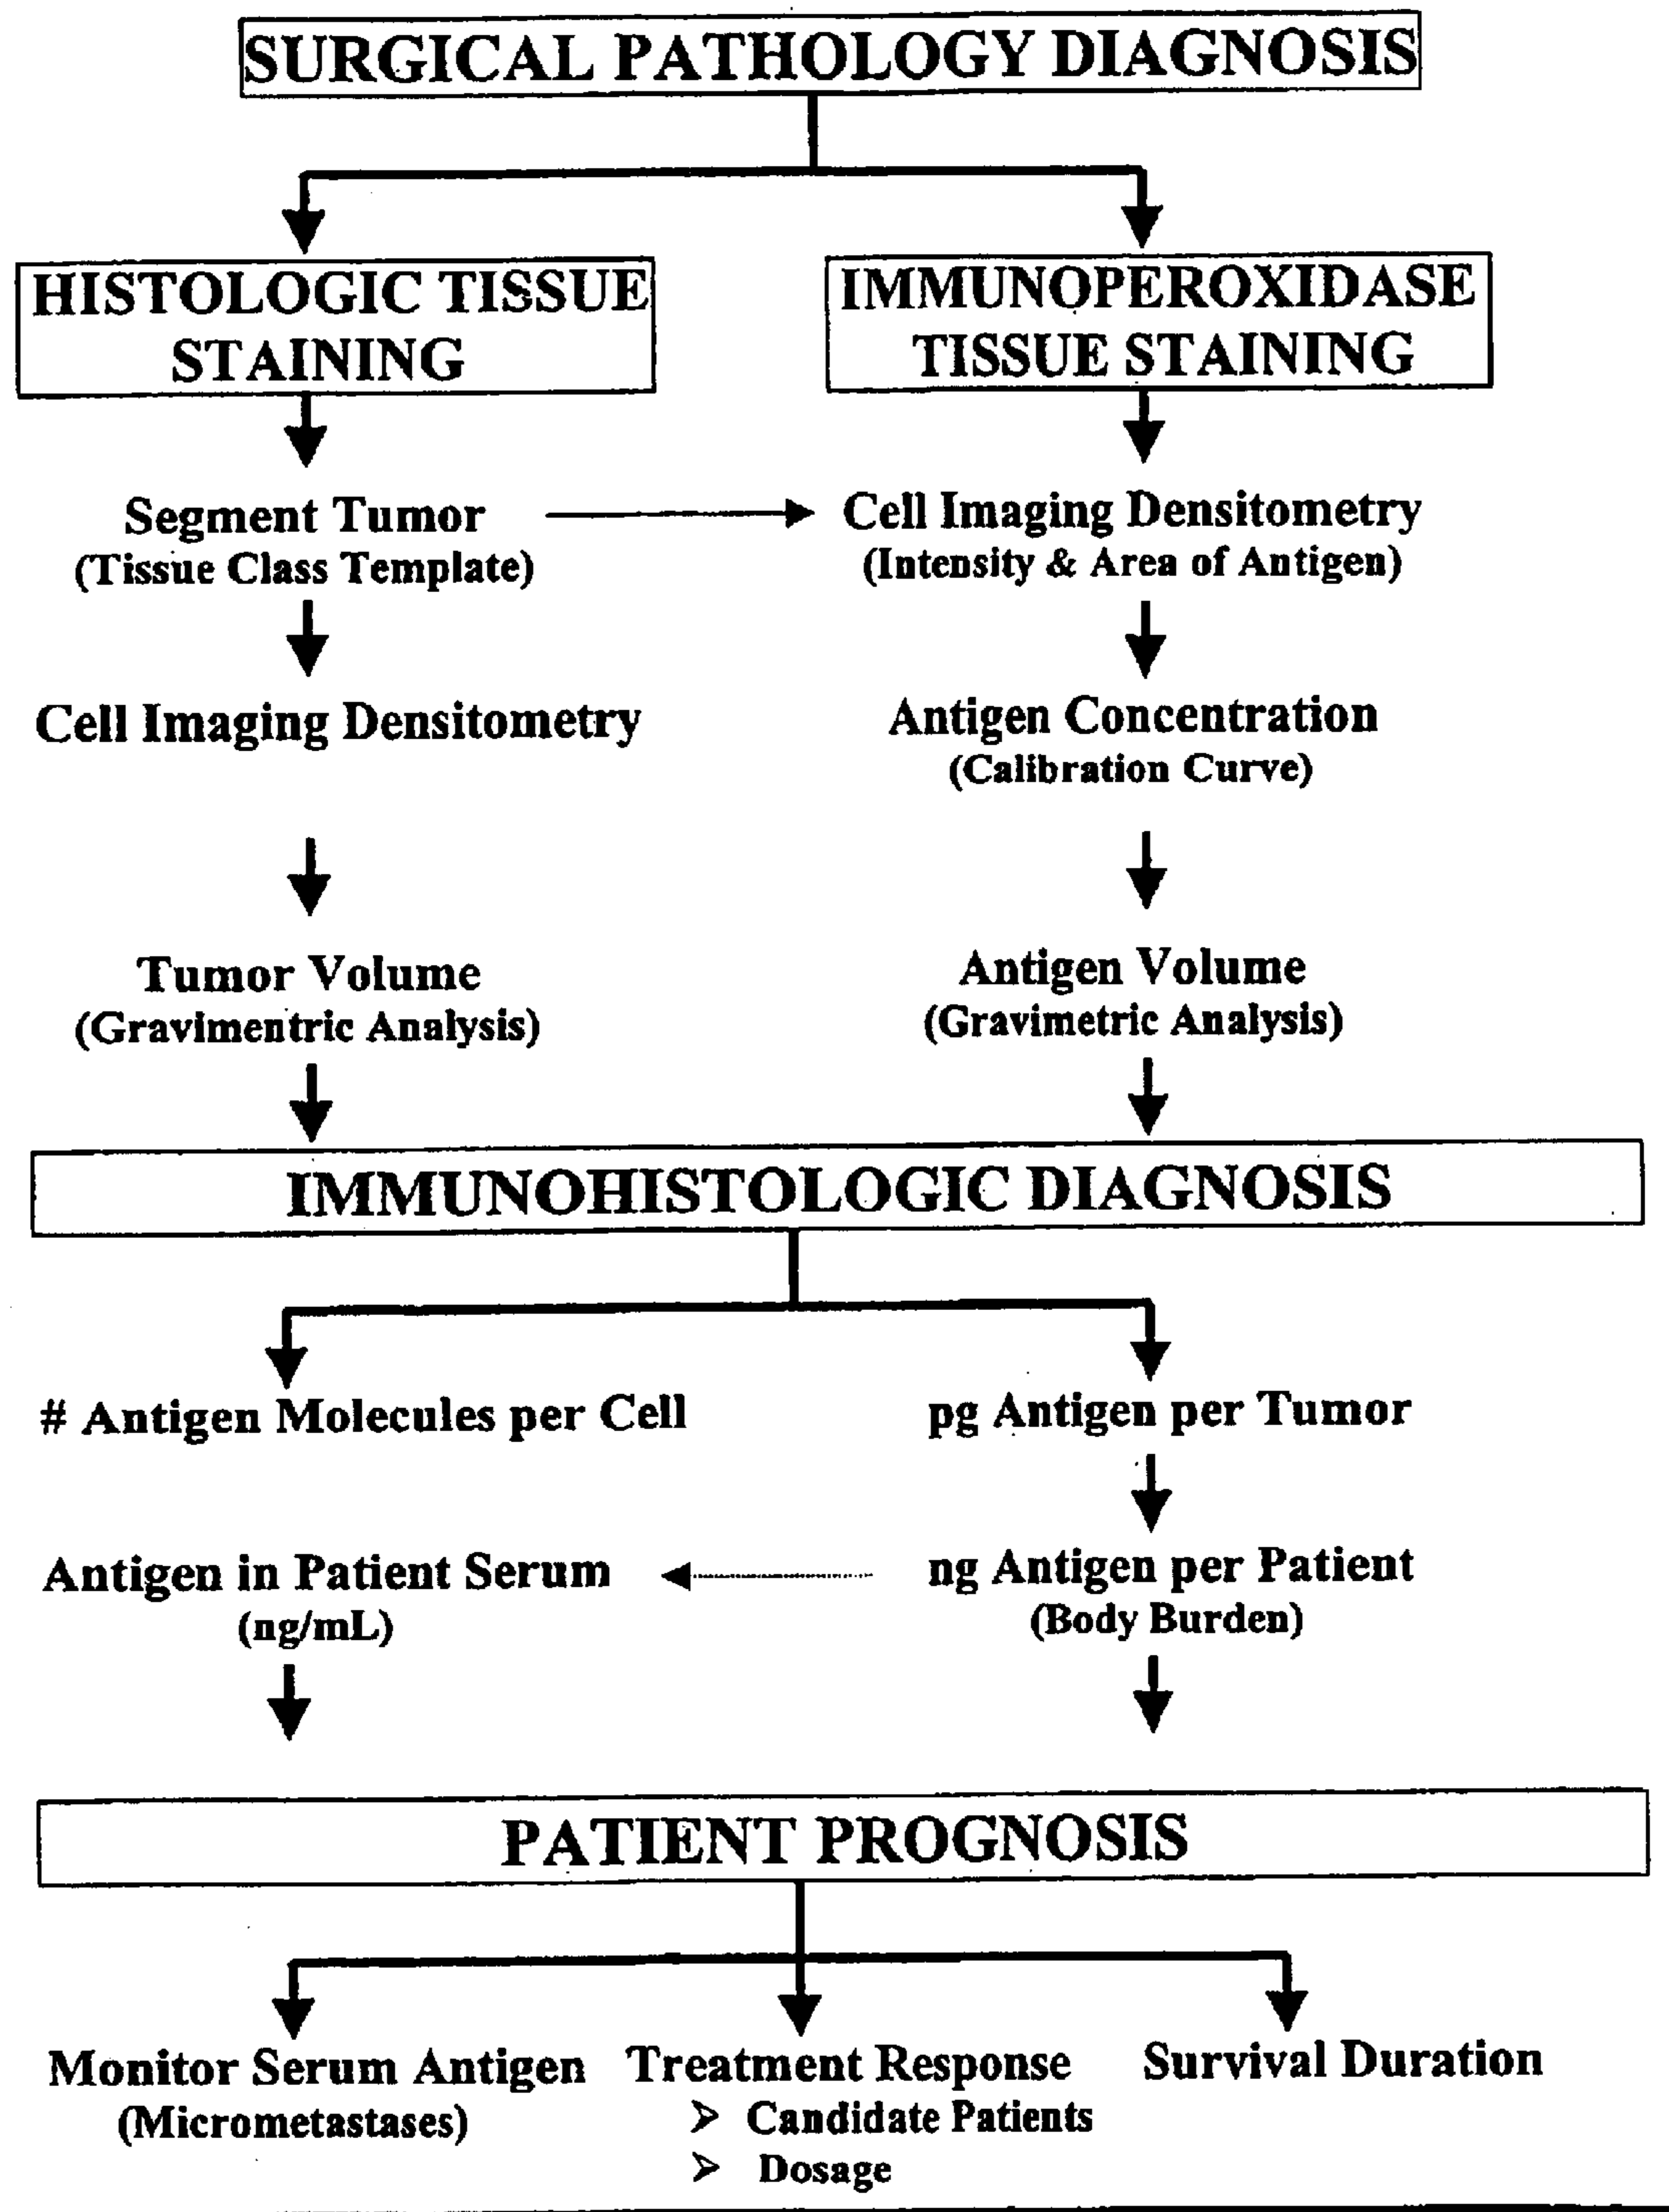 SURGICAL PATHOLOGY DIAGNOSIS
HISTOLOGIC TISSUE
STAINING
IMMUNOPEROXIDASE
TISSUE STAINING
Segment Tumor
(Tissue Class Template)
Cell Imaging Densitometry
(Intensity & Area of Antigen)
Cell Imaging Densitometry
Antigen Concentration
(Calibration Curve)
Tumor Volume
(Gravimentric Analysis)
Antigen Volume
(Gravimetric Analysis)
IMMUNOHISTOLOGIC DIAGNOSIS
# Antigen Molecules per Cell
pg Antigen per Tumor
Antigen in Patient Serum
(ng/mL)
ng Antigen per Patient
(Body Burden)
PATIENT PROGNOSIS
Monitor Serum Antigen
(Micrometastases)
Treatment Response
➢ Candidate Patients
➢ Dosage
Survival Duration